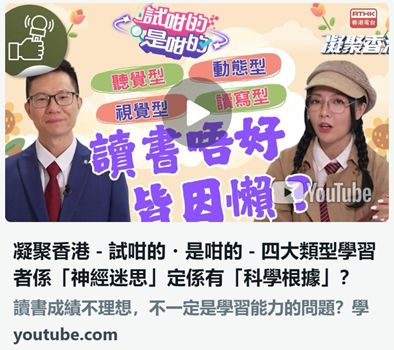 試咁的
是咁的
RTHK
香港電台
凝聚香港
聽覺型
動態型
視覺型
讀寫型
讀書唔好
皆因懶？
YouTube
凝聚香港 - 試咁的・是咁的 - 四大類型學習
者係「神經迷思」定係有「科學根據」?
讀書成績不理想，不一定是學習能力的問題？學
youtube.com